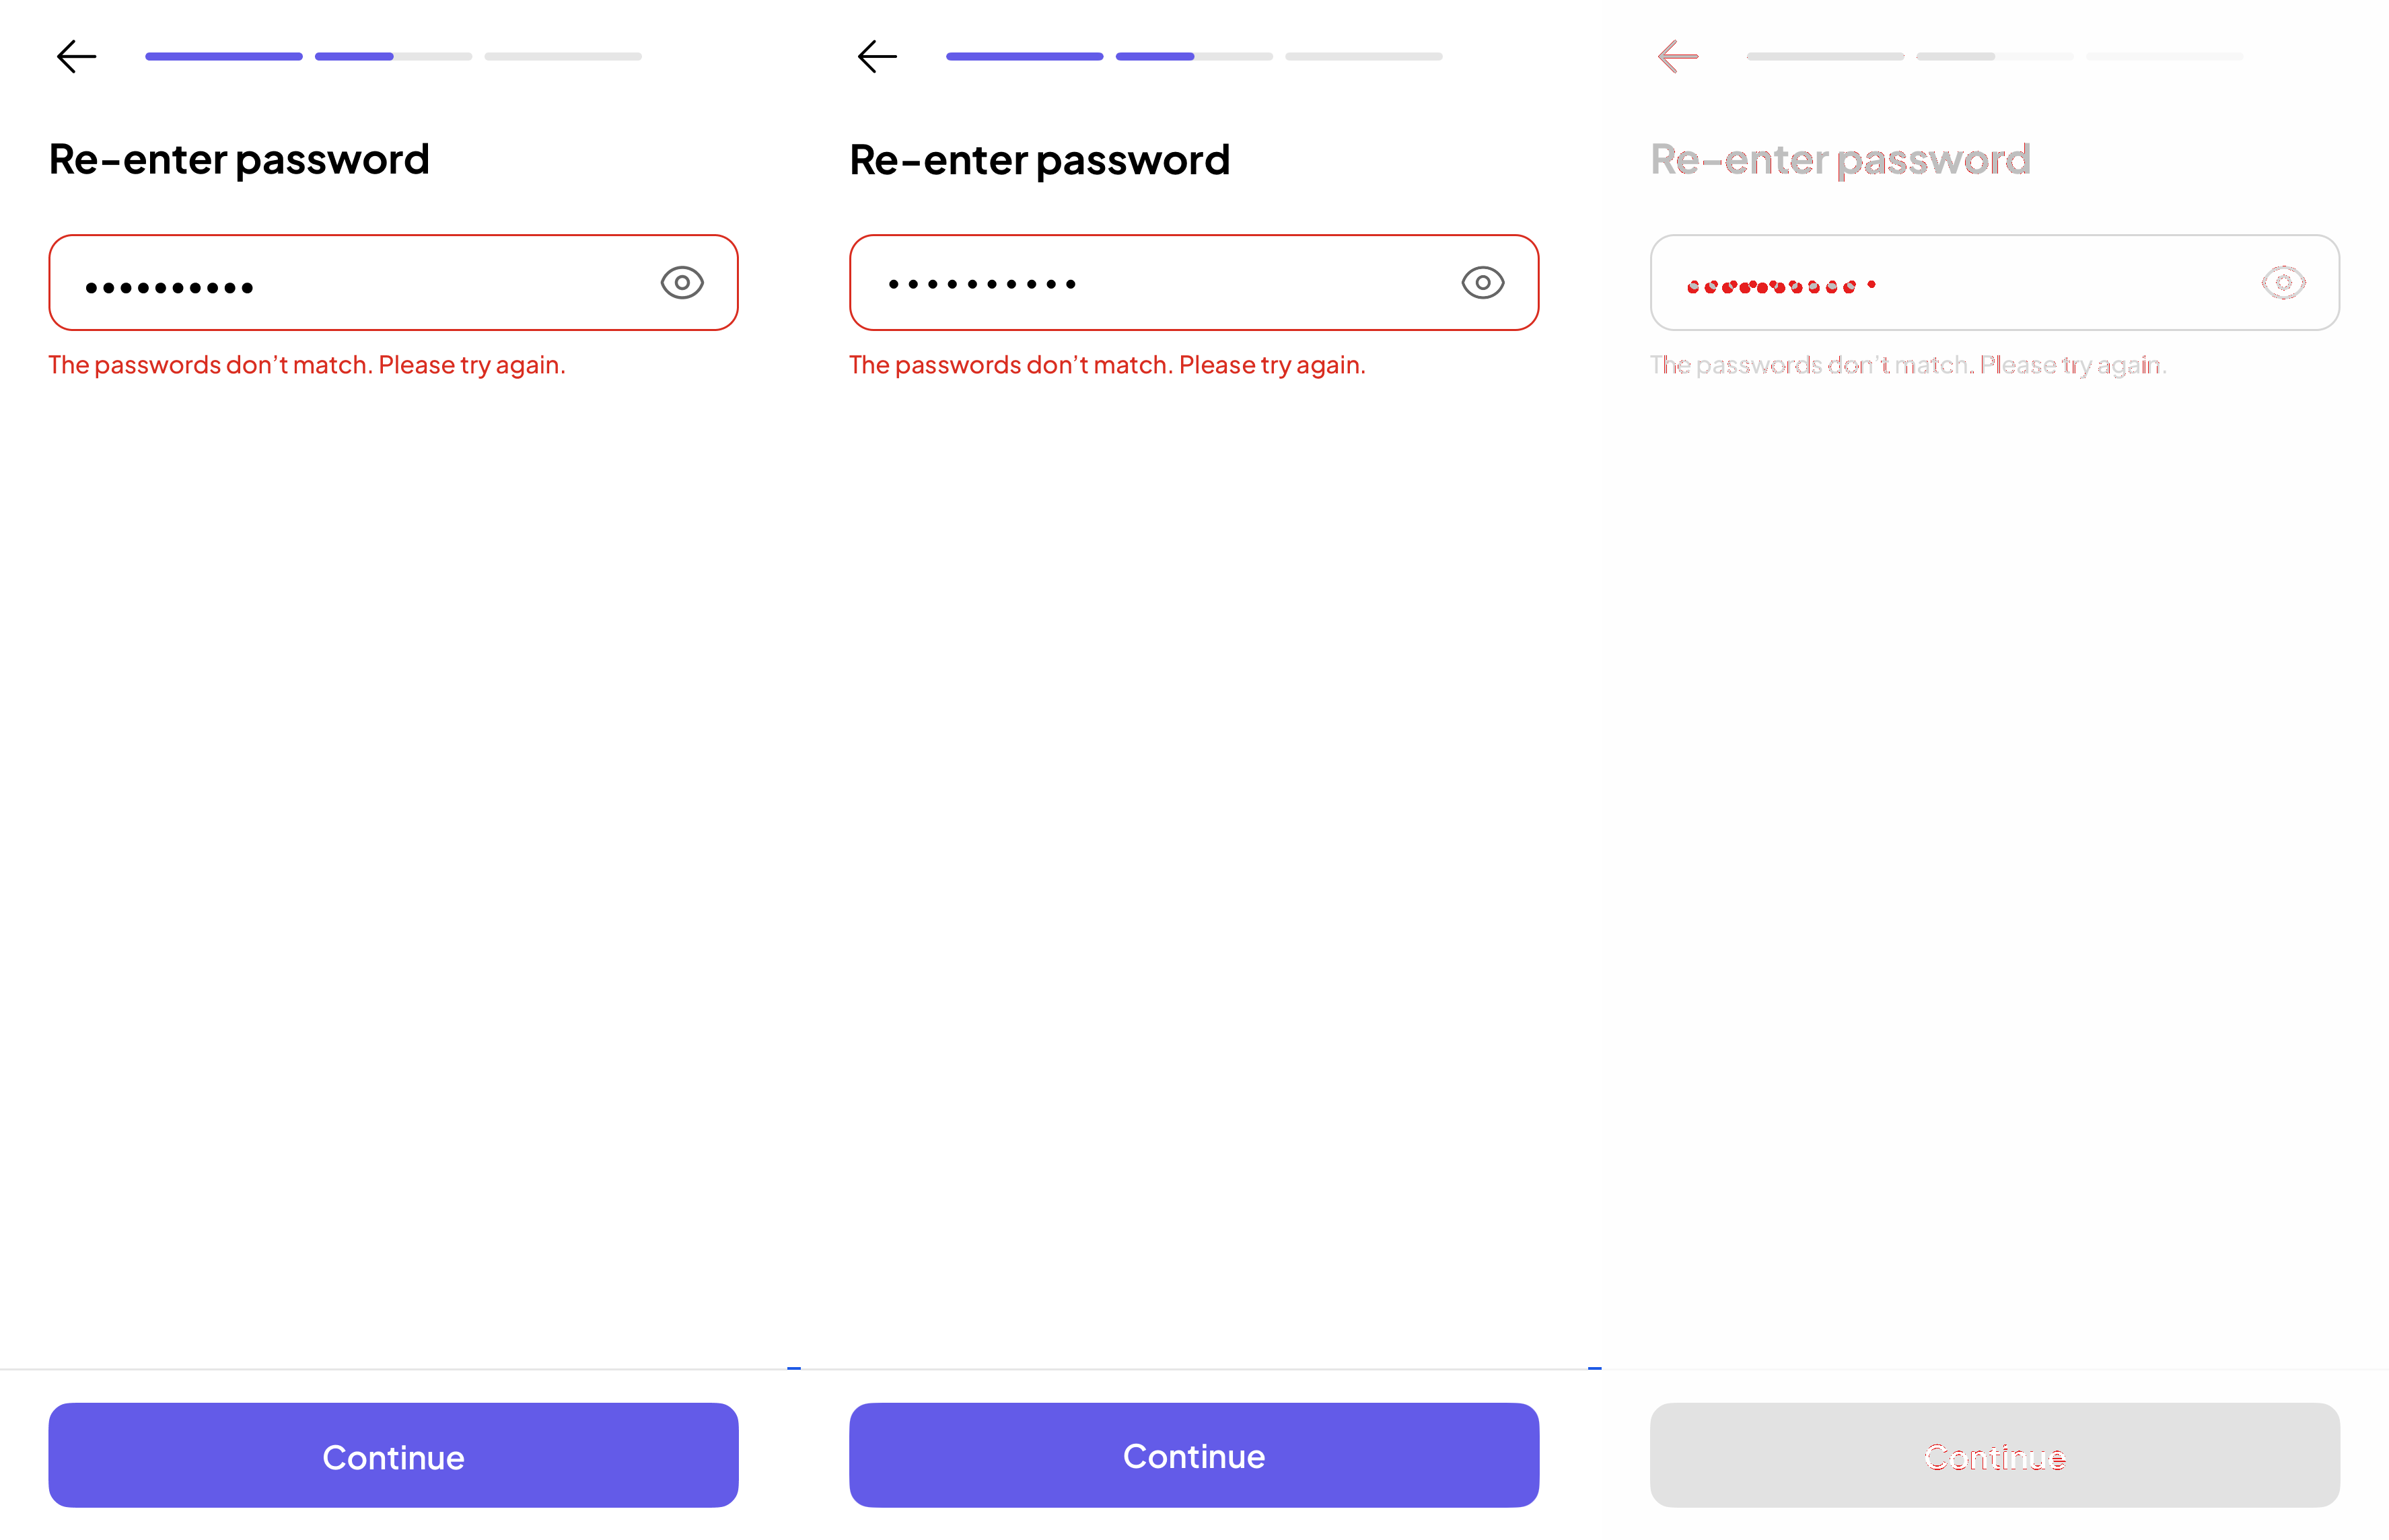 Re-enter password
••••••••••
The passwords don’t match. Please try again.
Continue
Re-enter password
••••••••••
The passwords don’t match. Please try again.
Continue
Re-enter password
The passwords don’t match. Please try again.
Continue